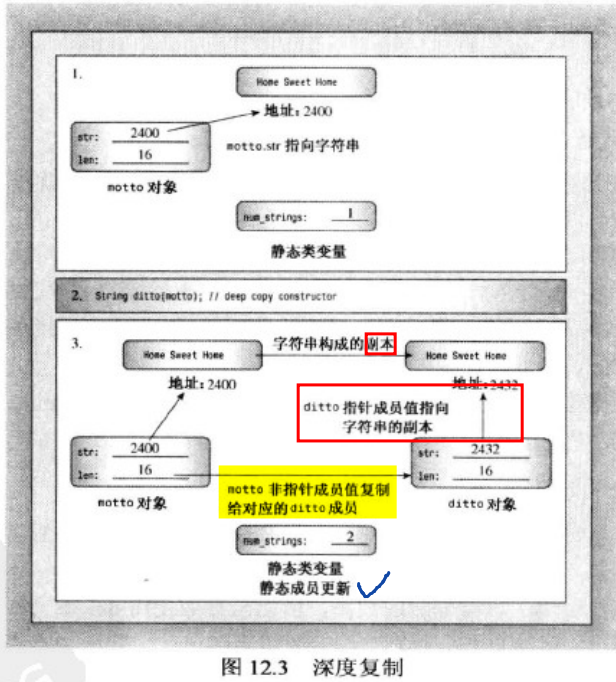 1.
Home Sweet Home
地址：2400
str: 2400
len: 16
motto.str 指向字符串
motto 对象
num_strings: 1
静态类变量
2. String ditto(motto); // deep copy constructor
3.
Home Sweet Home
字符串构成的副本
Home Sweet Home
地址：2400
地址：2432
ditto 指针成员值指向
字符串的副本
str: 2400
len: 16
str: 2432
len: 16
motto 对象
motto 非指针成员值复制
给对应的ditto 成员
ditto 对象
num_strings: 2
静态类变量
静态成员更新
图 12.3 深度复制